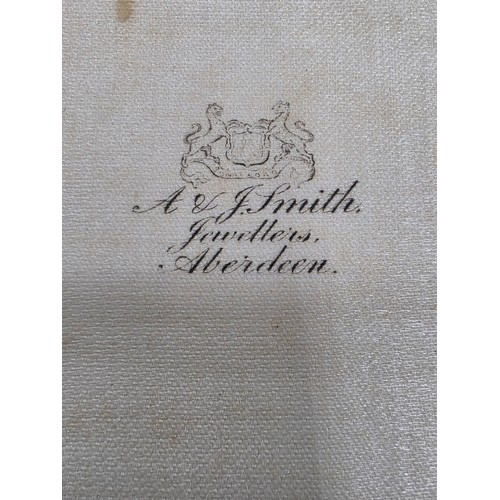 A & J. Smith.
Jewellers.
Aberdeen.